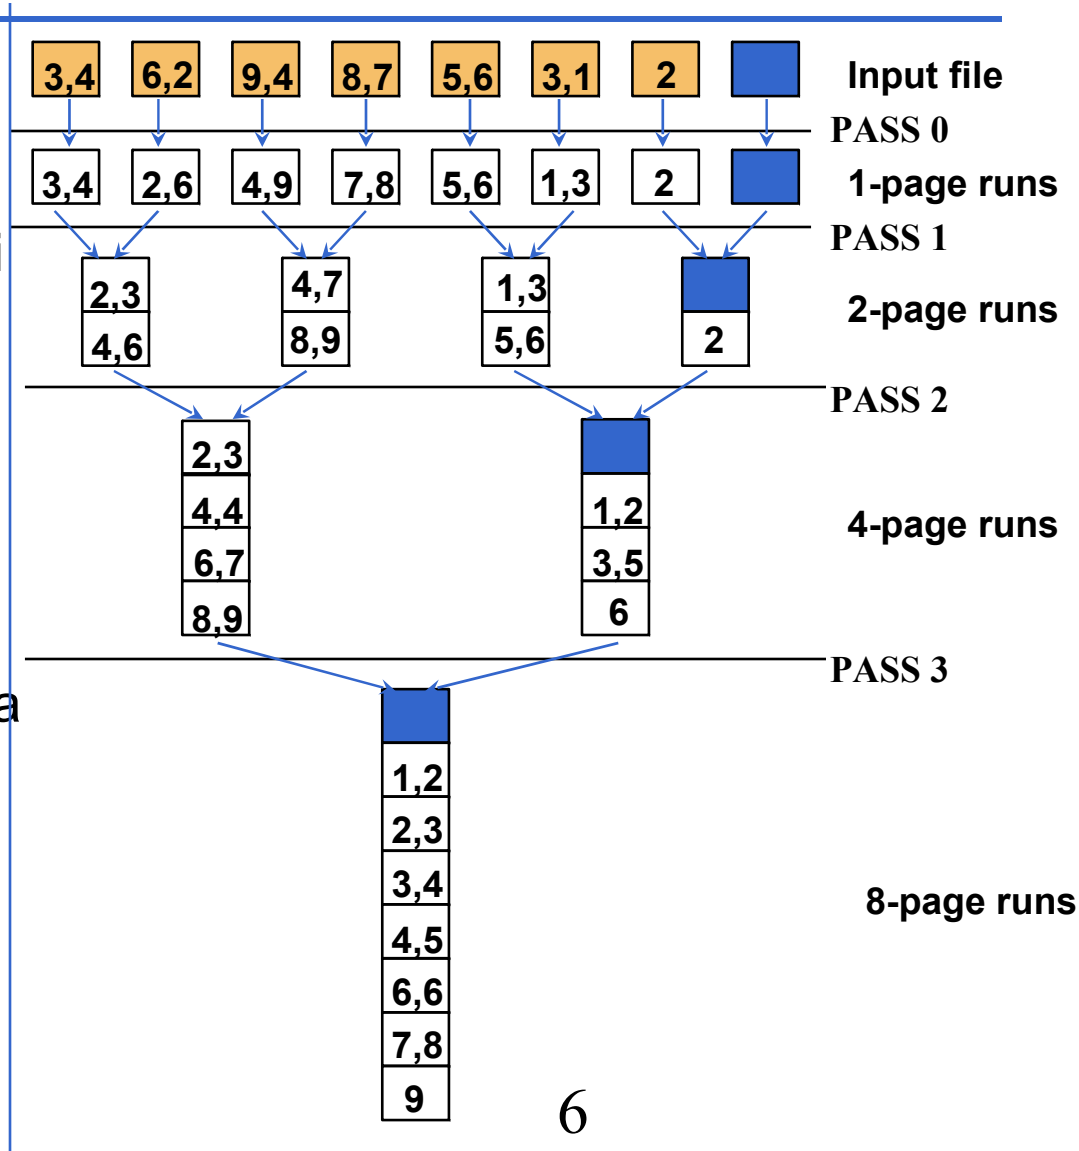 3,4 6,2 9,4 8,7 5,6 3,1 2 Input file
PASS 0
3,4 2,6 4,9 7,8 5,6 1,3 2 1-page runs
PASS 1
2,3 4,7 1,3
2-page runs
4,6 8,9 5,6 2
PASS 2
2,3
4,4 1,2
4-page runs
6,7 3,5
8,9 6
PASS 3
a
1,2
2,3
3,4
8-page runs
4,5
6,6
7,8
9
6